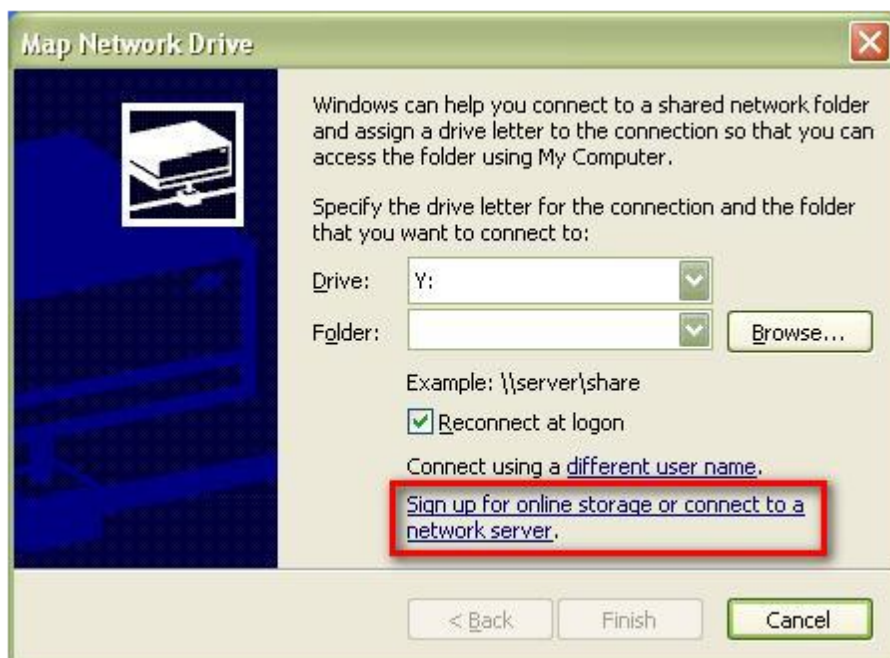 Map Network Drive
Windows can help you connect to a shared network folder
and assign a drive letter to the connection so that you can
access the folder using My Computer.
Specify the drive letter for the connection and the folder
that you want to connect to:
Drive: Y:
Folder: Browse...
Example: \\server\share
Reconnect at logon
Connect using a different user name.
Sign up for online storage or connect to a
network server.
< Back Finish Cancel